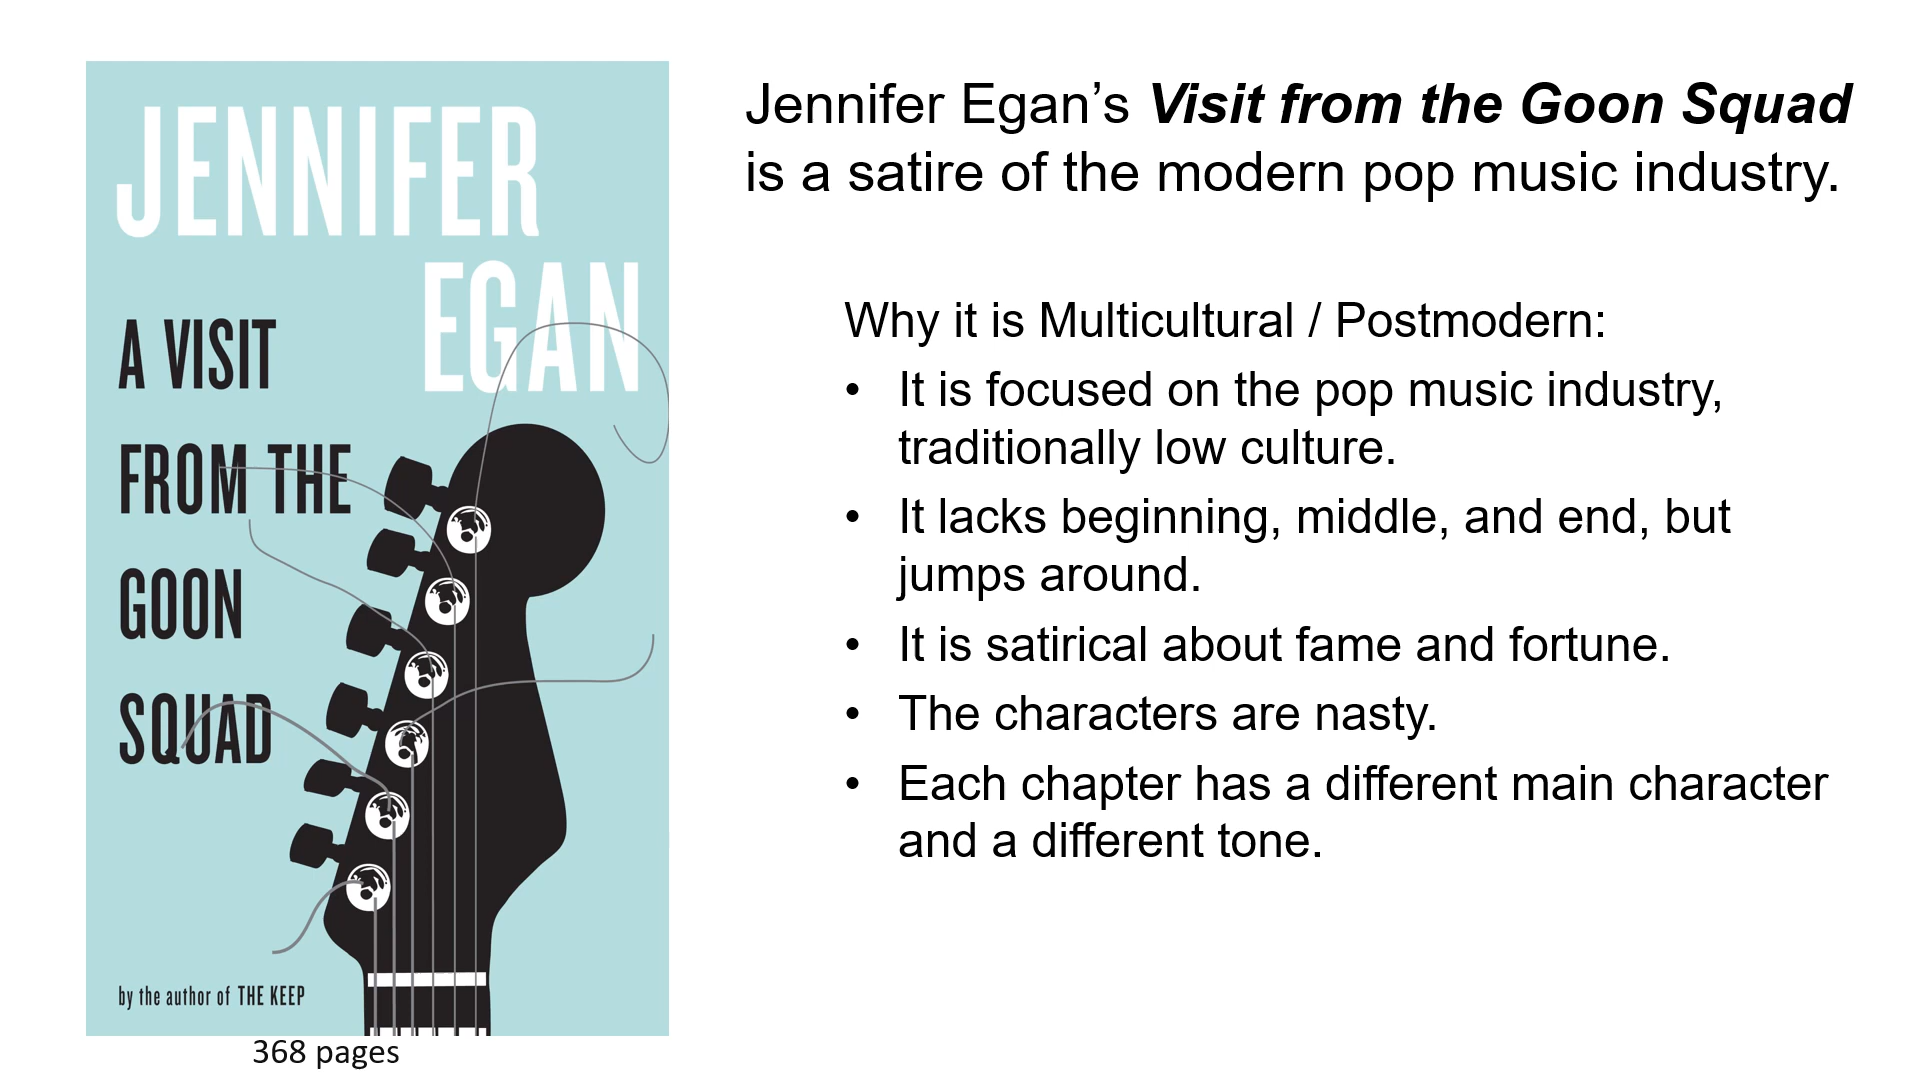 JENNIFER
EGAN
A VISIT
FROM THE
GOON
SQUAD
by the author of THE KEEP
368 pages
Jennifer Egan’s Visit from the Goon Squad
is a satire of the modern pop music industry.
Why it is Multicultural / Postmodern:
• It is focused on the pop music industry,
traditionally low culture.
• It lacks beginning, middle, and end, but
jumps around.
• It is satirical about fame and fortune.
• The characters are nasty.
• Each chapter has a different main character
and a different tone.